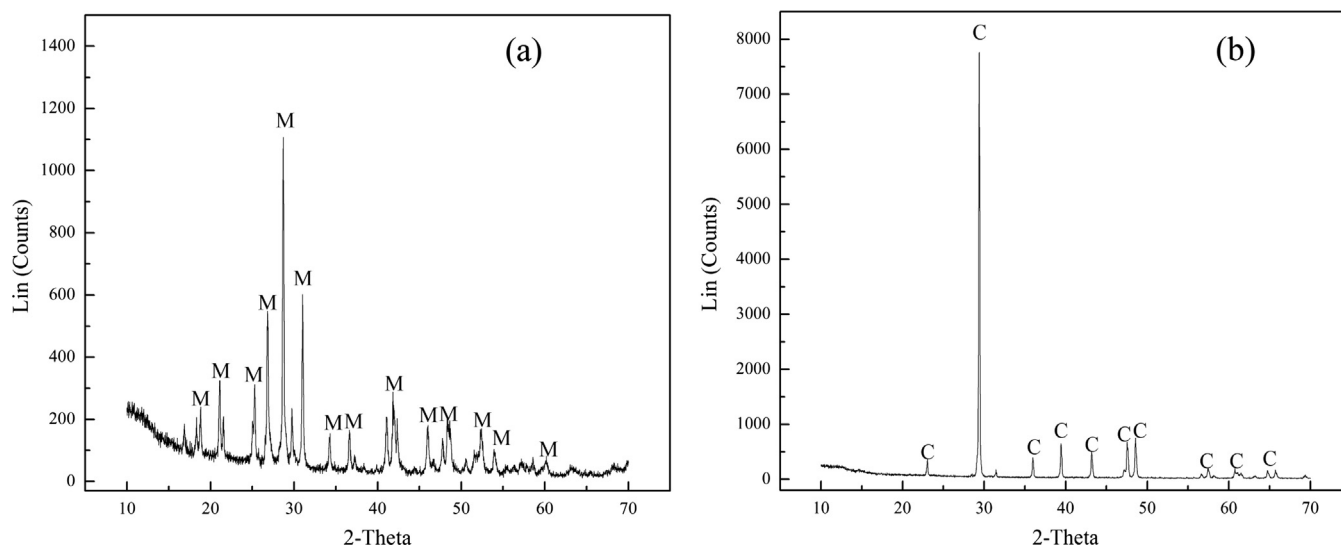 (a)
Lin (Counts)
1400
1200
1000
800
600
400
200
0
M M M M M M M M M M M M M M
10 20 30 40 50 60 70
2-Theta
(b)
Lin (Counts)
8000
7000
6000
5000
4000
3000
2000
1000
0
C C C C C C C C C C
10 20 30 40 50 60 70
2-Theta